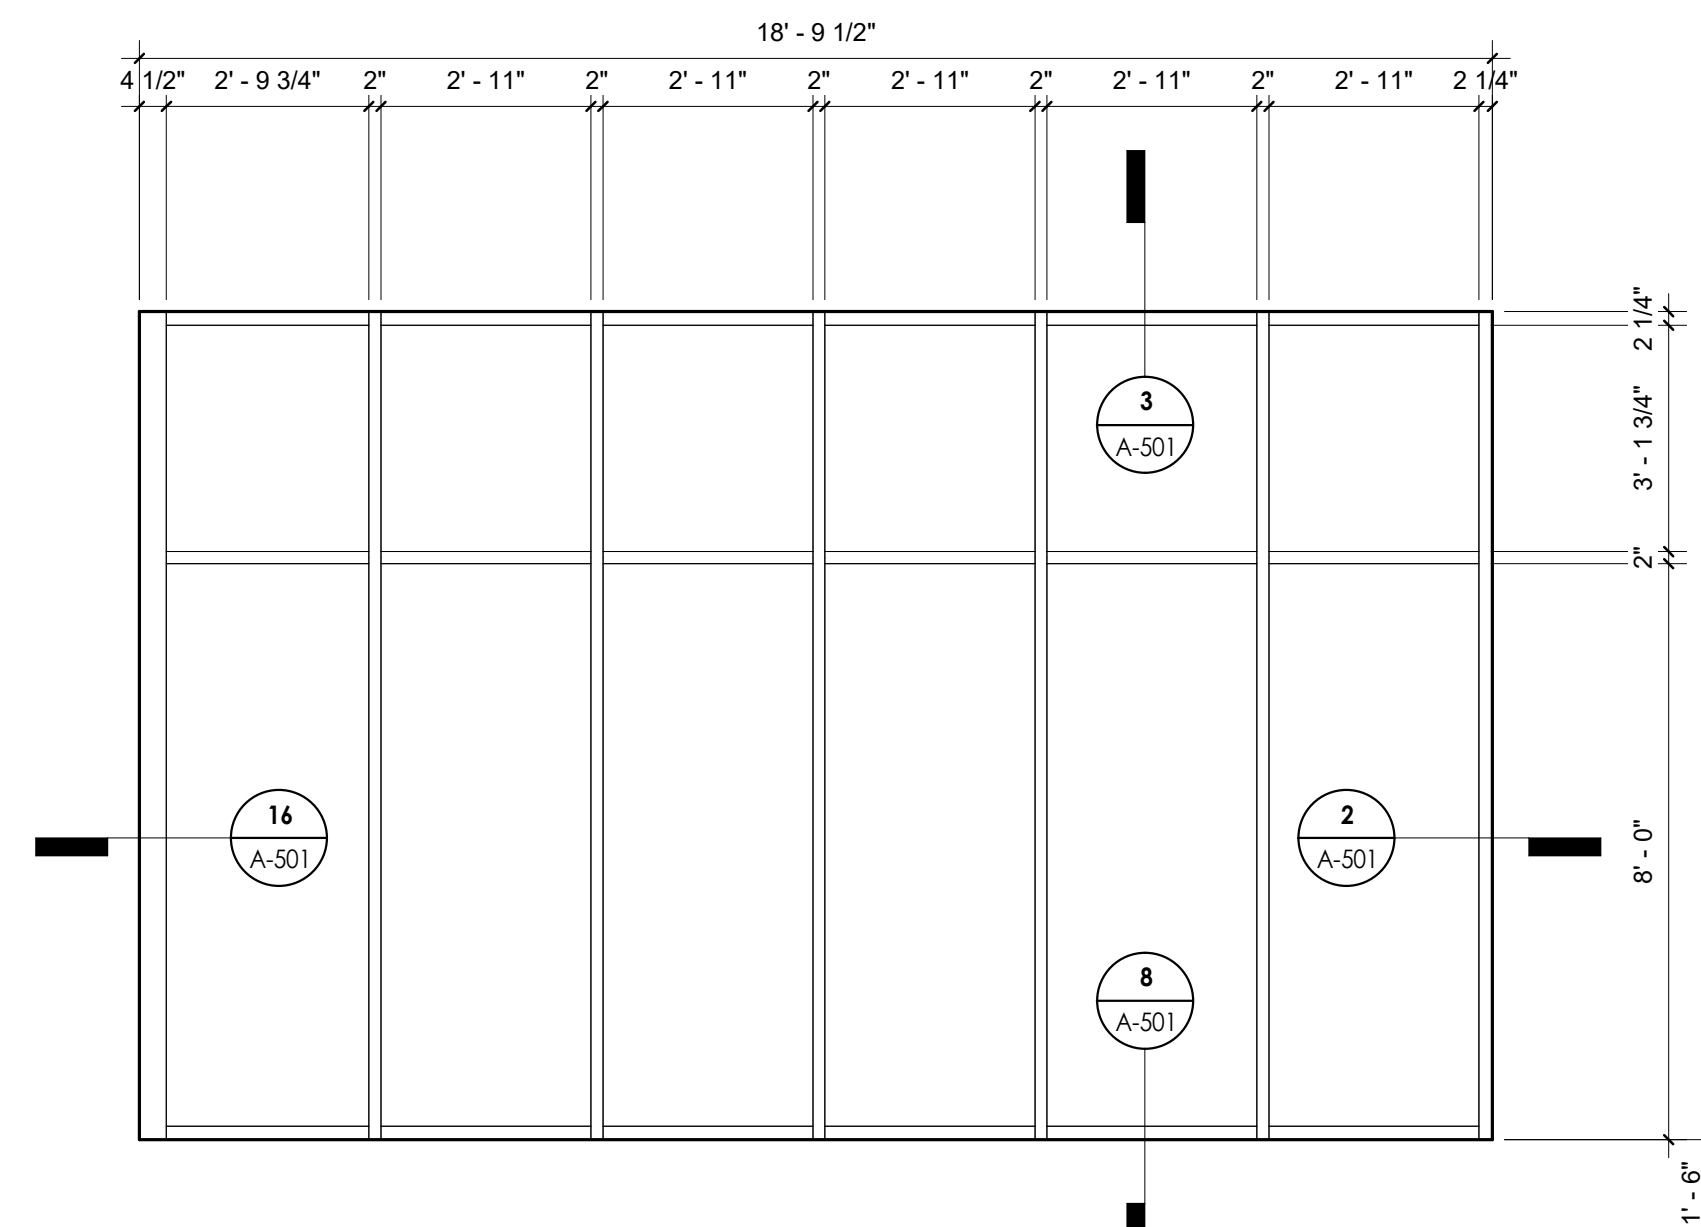 18' - 9 1/2"
4 1/2" 2' - 9 3/4" 2" 2' - 11" 2" 2' - 11" 2" 2' - 11" 2" 2' - 11" 2" 2' - 11" 2 1/4"
2 1/4"
3' - 1 3/4"
2"
8' - 0"
1' - 6"
3
A-501
16
A-501
2
A-501
8
A-501